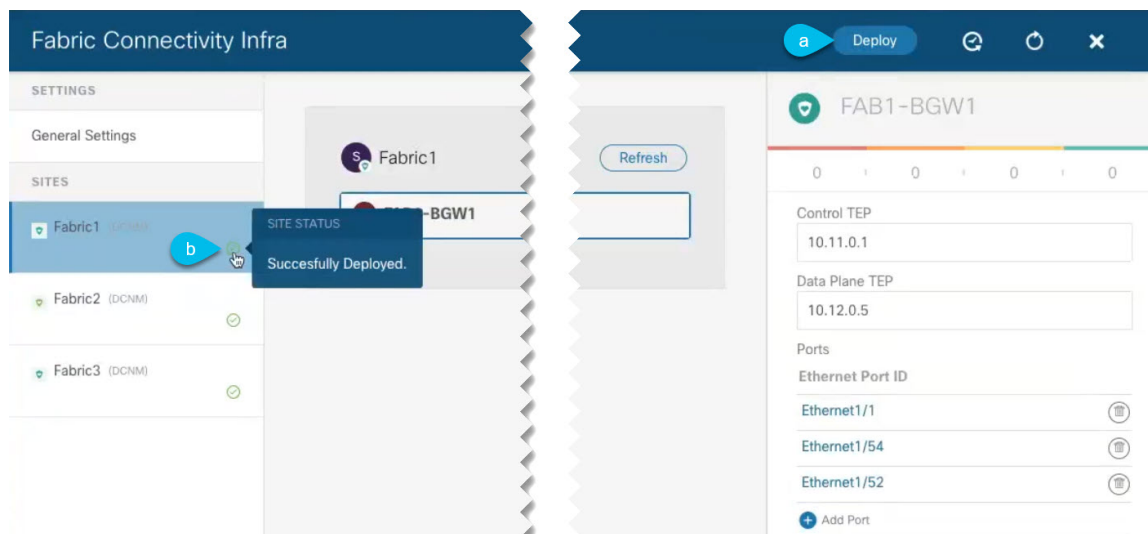 Fabric Connectivity Infra
a
Deploy
SETTINGS
General Settings
SITES
Fabric1 (DCNM)
b
SITE STATUS
Succesfully Deployed.
Fabric2 (DCNM)
Fabric3 (DCNM)
S
Fabric1
Refresh
-BGW1
FAB1-BGW1
0
0
0
0
Control TEP
10.11.0.1
Data Plane TEP
10.12.0.5
Ports
Ethernet Port ID
Ethernet1/1
Ethernet1/54
Ethernet1/52
Add Port